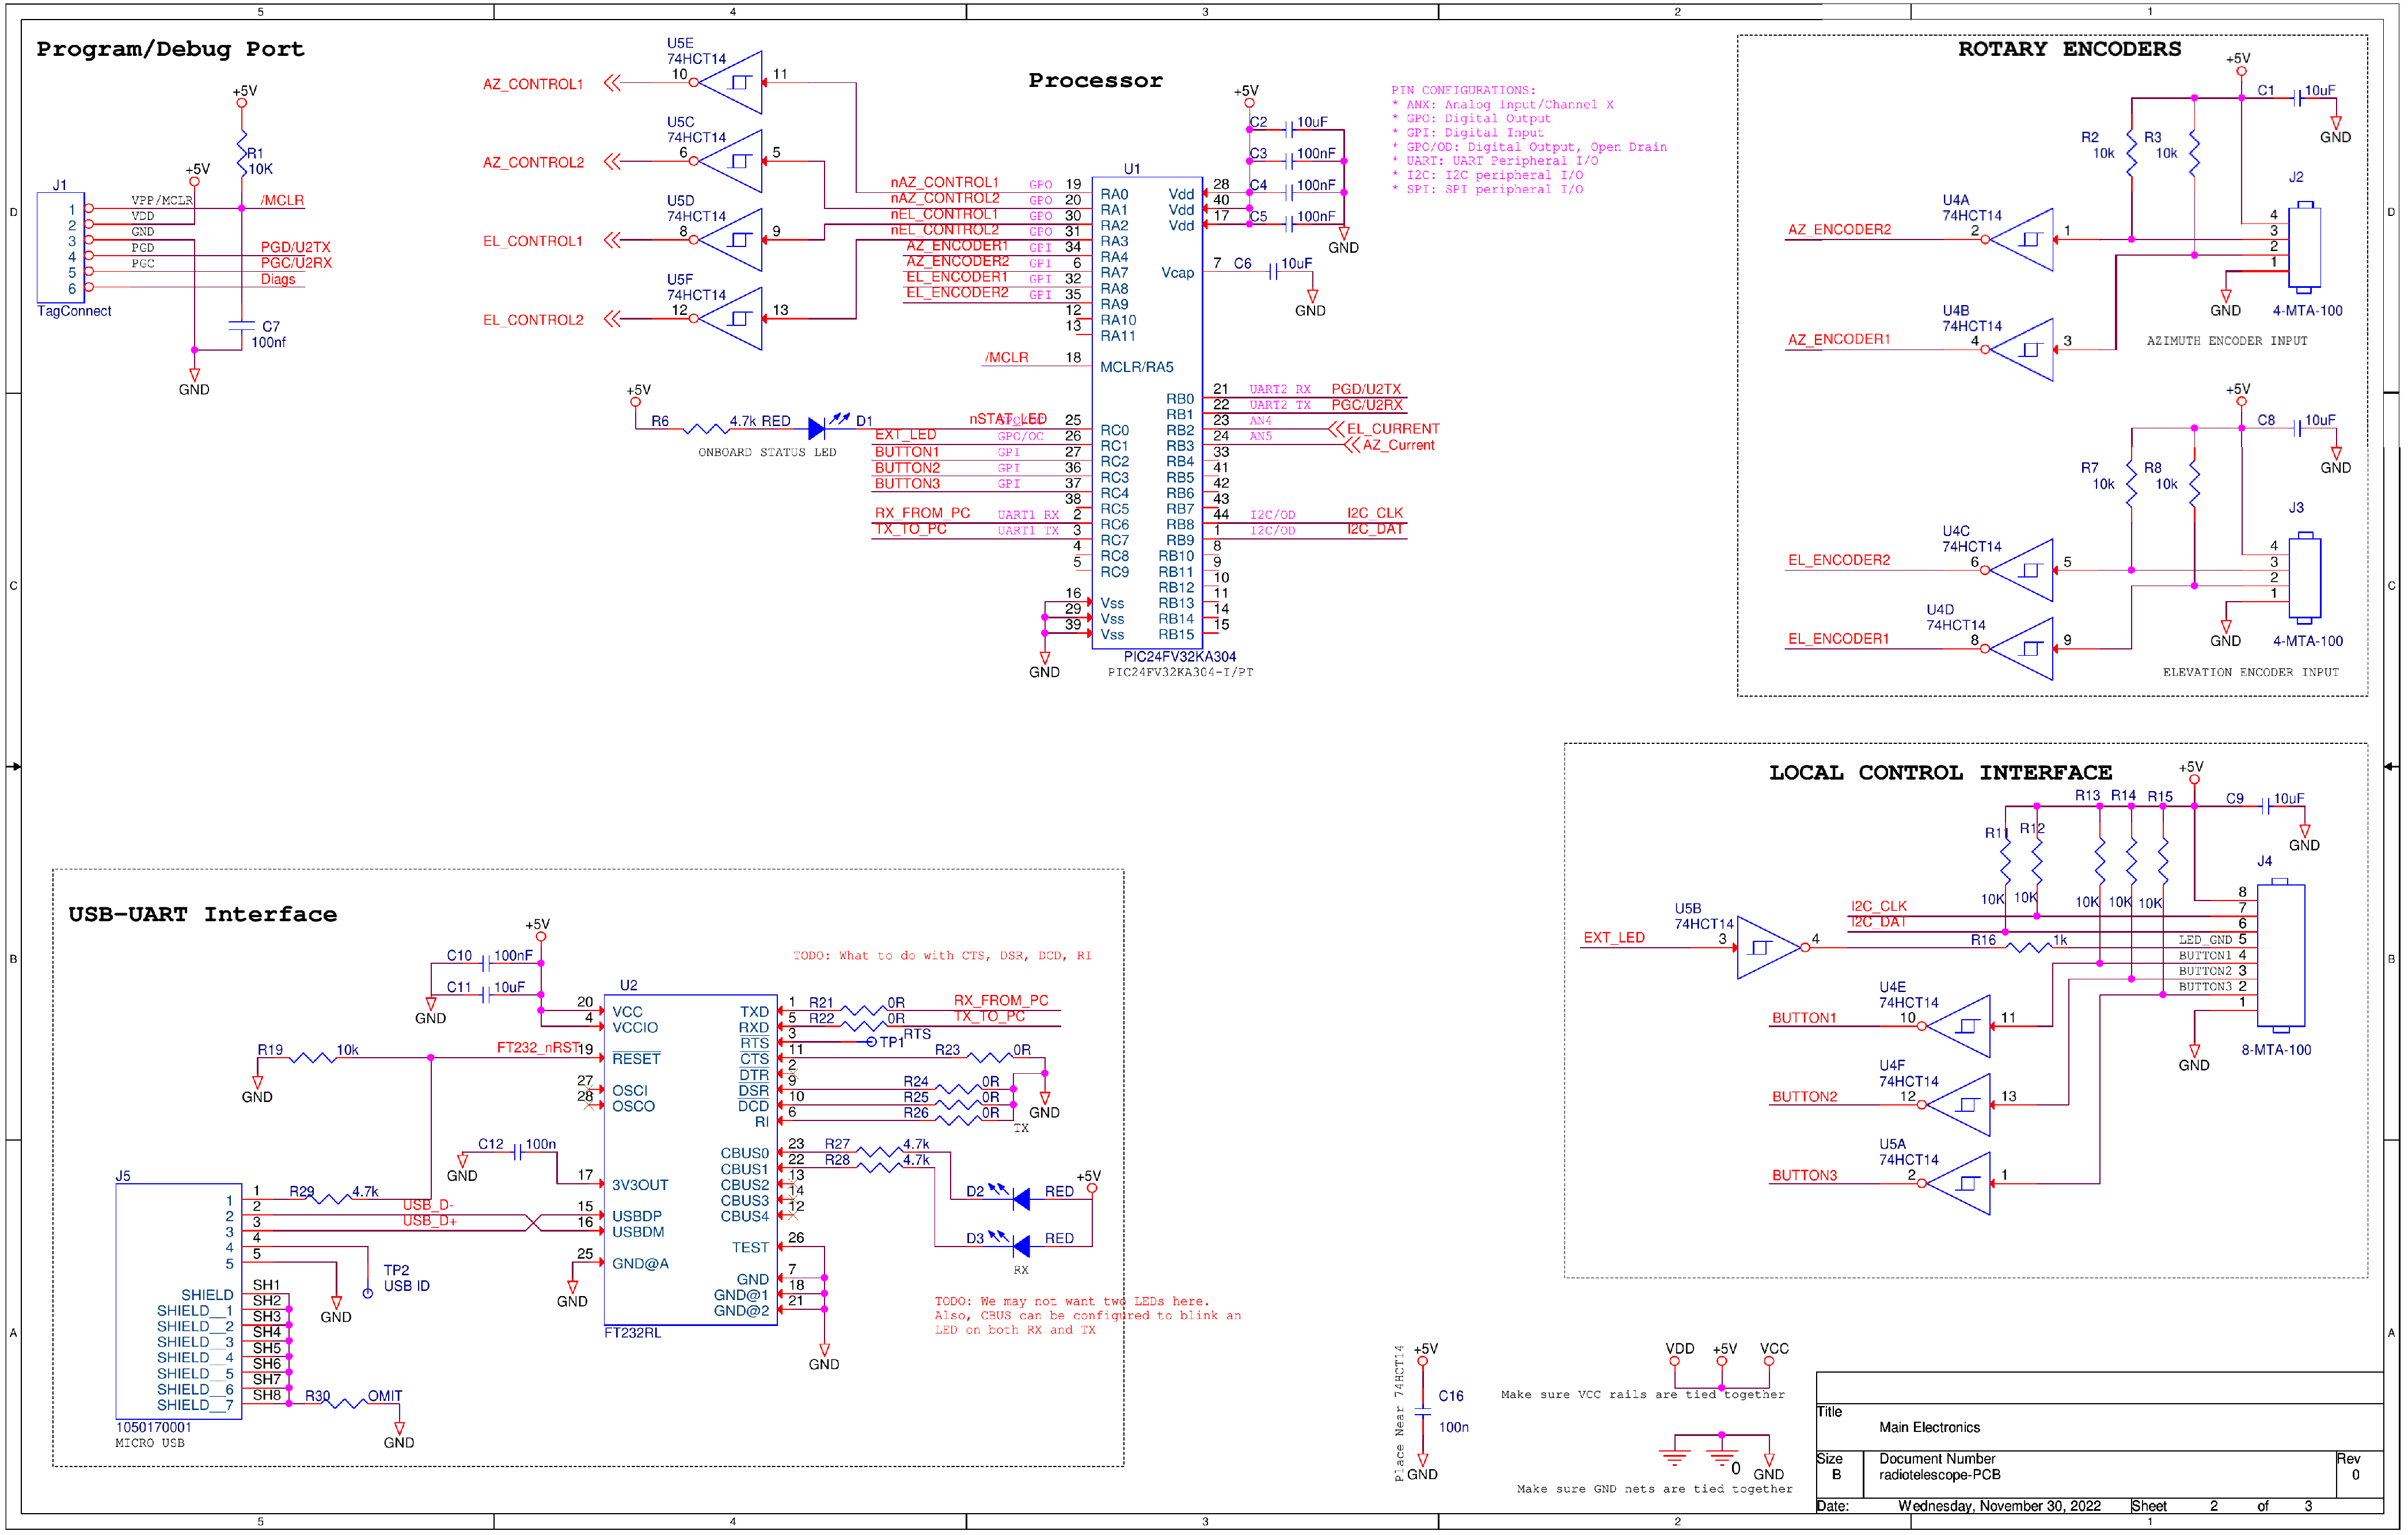 5 4 3 2 1
D
C
B
A
Program/Debug Port
+5V
R1
10K
+5V
J1
1 VPP/MCLR /MCLR
2 VDD
3 GND
4 PGD PGD/U2TX
5 PGC PGC/U2RX
6 Diags
TagConnect
C7
100nf
GND
U5E
74HCT14
AZ_CONTROL1 10 11
U5C
74HCT14
AZ_CONTROL2 6 5
U5D
74HCT14
EL_CONTROL1 8 9
U5F
74HCT14
EL_CONTROL2 12 13
Processor
+5V
C2 10uF
C3 100nF
C4 100nF
C5 100nF
GND
C6 10uF
GND
U1
nAZ_CONTROL1 GPO 19 RA0
nAZ_CONTROL2 GPO 20 RA1
nEL_CONTROL1 GPO 30 RA2
nEL_CONTROL2 GPO 31 RA3
AZ_ENCODER1 GPI 34 RA4
AZ_ENCODER2 GPI 6 RA7
EL_ENCODER1 GPI 32 RA8
EL_ENCODER2 GPI 35 RA9
12 RA10
13 RA11
/MCLR 18 MCLR/RA5
+5V
R6 4.7k RED D1 nSTAT_LED 25 RC0
ONBOARD STATUS LED
EXT_LED GPO/OC 26 RC1
BUTTON1 GPI 27 RC2
BUTTON2 GPI 36 RC3
BUTTON3 GPI 37 RC4
38 RC5
RX_FROM_PC UART1 RX 2 RC6
TX_TO_PC UART1 TX 3 RC7
4 RC8
5 RC9
16 Vss
29 Vss
39 Vss
GND
Vdd 28
Vdd 40
Vdd 17
Vcap 7
RB0 21 UART2 RX PGD/U2TX
RB1 22 UART2 TX PGC/U2RX
RB2 23 AN4 EL_CURRENT
RB3 24 AN5 AZ_Current
RB4 33
RB5 41
RB6 42
RB7 43
RB8 44 I2C/OD I2C_CLK
RB9 1 I2C/OD I2C_DAT
RB10 8
RB11 9
RB12 10
RB13 11
RB14 14
RB15 15
PIC24FV32KA304
PIC24FV32KA304-I/PT
PIN CONFIGURATIONS:
* ANX: Analog Input/Channel X
* GPO: Digital Output
* GPI: Digital Input
* GPO/OD: Digital Output, Open Drain
* UART: UART Peripheral I/O
* I2C: I2C peripheral I/O
* SPI: SPI peripheral I/O
ROTARY ENCODERS
+5V
C1 10uF
GND
R2 R3
10k 10k
J2
U4A
74HCT14
AZ_ENCODER2 2 1
4
3
2
1
GND
4-MTA-100
U4B
74HCT14
AZ_ENCODER1 4 3
AZIMUTH ENCODER INPUT
+5V
C8 10uF
GND
R7 R8
10k 10k
J3
U4C
74HCT14
EL_ENCODER2 6 5
4
3
2
1
U4D
74HCT14
EL_ENCODER1 8 9
GND
4-MTA-100
ELEVATION ENCODER INPUT
LOCAL CONTROL INTERFACE
+5V
R13 R14 R15
C9 10uF
GND
R11 R12
10K 10K 10K 10K 10K
J4
8
I2C_CLK 7
I2C_DAT 6
U5B
74HCT14
EXT_LED 3 4
R16 1k
LED_GND 5
BUTTON1 4
BUTTON2 3
BUTTON3 2
1
GND
8-MTA-100
U4E
74HCT14
BUTTON1 10 11
U4F
74HCT14
BUTTON2 12 13
U5A
74HCT14
BUTTON3 2 1
USB-UART Interface
+5V
C10 100nF
C11 10uF
GND
U2
20 VCC
4 VCCIO
R19 10k FT232_nRST 19 RESET
GND
27 OSCI
28 OSCO
C12 100n
GND
17 3V3OUT
15 USBDP
16 USBDM
25 GND@A
GND
FT232RL
TODO: What to do with CTS, DSR, DCD, RI
TXD 1 R21 0R RX_FROM_PC
RXD 5 R22 0R TX_TO_PC
RTS 3 TP1 RTS
CTS 11 R23 0R
DTR 2
DSR 9 R24 0R
DCD 10 R25 0R
RI 6 R26 0R
GND
TX
CBUS0 23 R27 4.7k
CBUS1 22 R28 4.7k
CBUS2 13
CBUS3 14
CBUS4 12
+5V
D2 RED
D3 RED
RX
TEST 26
GND 7
GND@1 18
GND@2 21
GND
TODO: We may not want two LEDs here.
Also, CBUS can be configured to blink an
LED on both RX and TX
J5
1 1 R29 4.7k
2 2 USB_D-
3 3 USB_D+
4 4
5 5
TP2
USB ID
GND
SHIELD SH1
SHIELD__1 SH2
SHIELD__2 SH3
SHIELD__3 SH4
SHIELD__4 SH5
SHIELD__5 SH6
SHIELD__6 SH7
SHIELD__7 SH8
R30 OMIT
GND
1050170001
MICRO USB
Place Near 74HCT14
+5V
C16
100n
GND
VDD +5V VCC
Make sure VCC rails are tied together
0 GND
Make sure GND nets are tied together
Title
Main Electronics
Size Document Number Rev
B radiotelescope-PCB 0
Date: Wednesday, November 30, 2022 Sheet 2 of 3
5 4 3 2 1
D
C
B
A